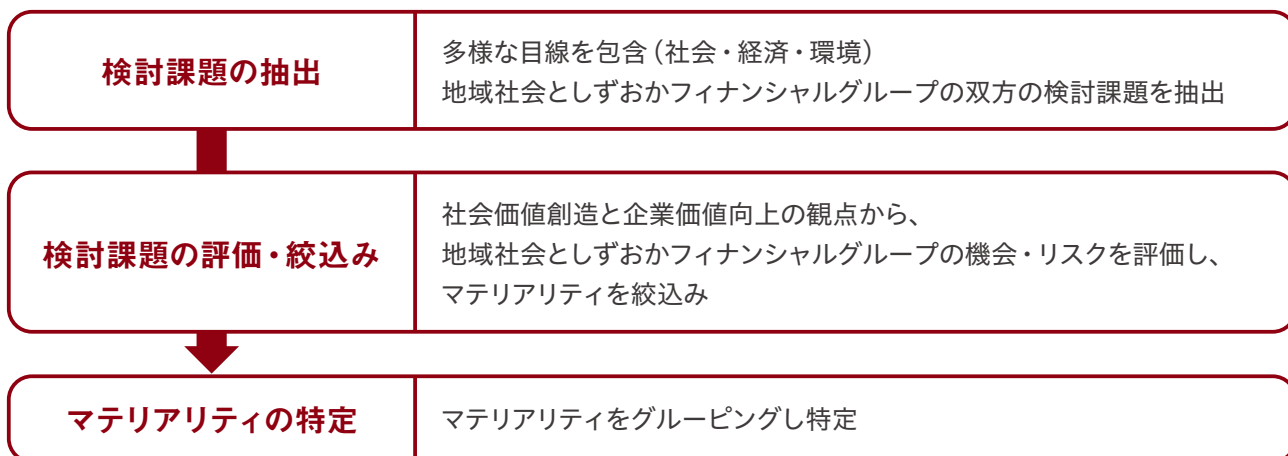 検討課題の抽出
多様な目線を包含（社会・経済・環境）
地域社会としずおかフィナンシャルグループの双方の検討課題を抽出
検討課題の評価・絞込み
社会価値創造と企業価値向上の観点から、
地域社会としずおかフィナンシャルグループの機会・リスクを評価し、
マテリアリティを絞込み
マテリアリティの特定
マテリアリティをグルーピングし特定